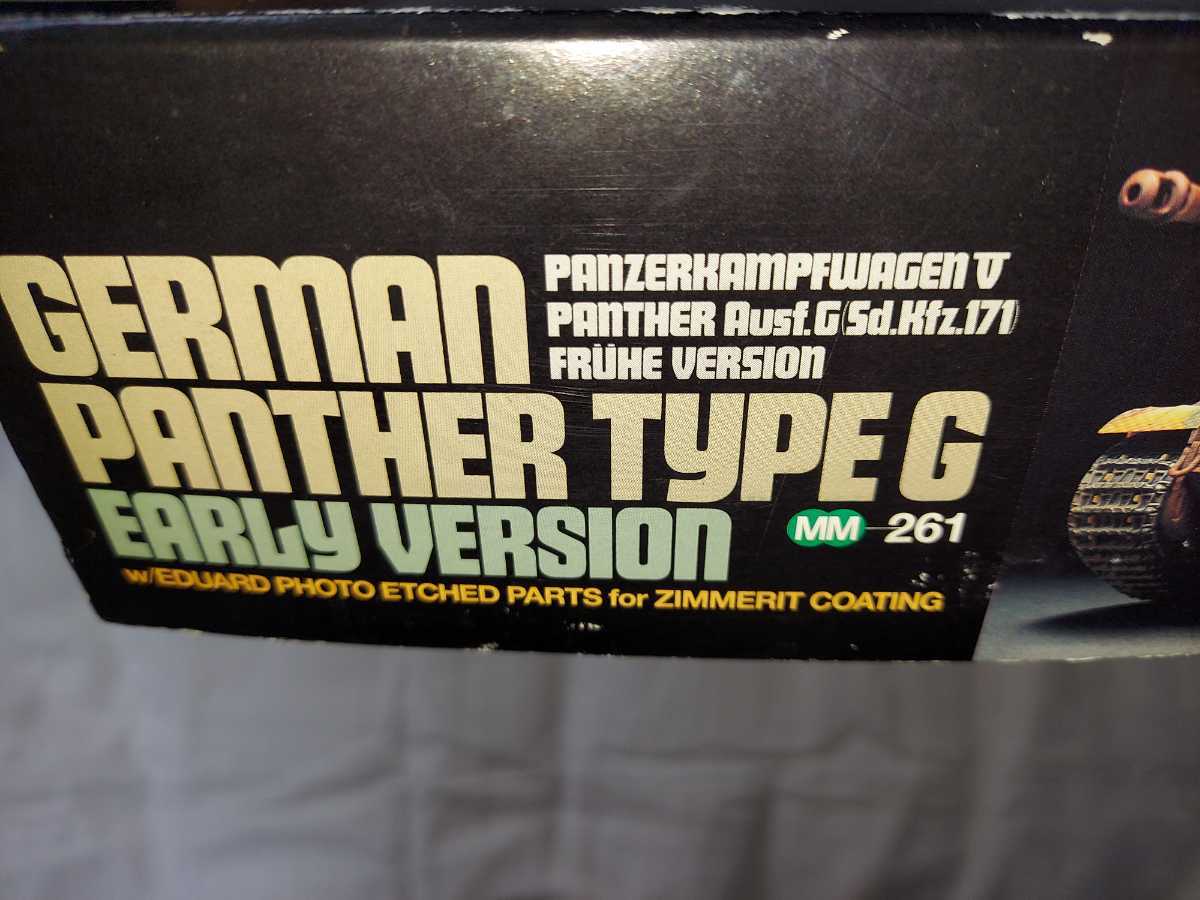 GERMAN
PANZERKAMPFWAGEN V
PANTHER Ausf.G (Sd.Kfz.171)
FRÜHE VERSION
PANTHER TYPE G
EARLY VERSION
MM 261
w/EDUARD PHOTO ETCHED PARTS for ZIMMERIT COATING